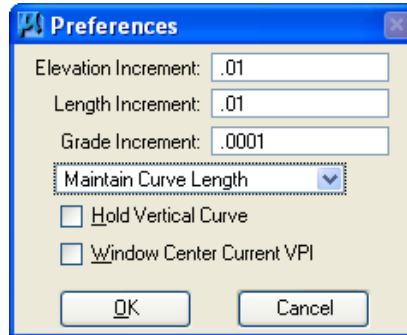 Preferences
Elevation Increment: .01
Length Increment: .01
Grade Increment: .0001
Maintain Curve Length
Hold Vertical Curve
Window Center Current VPI
OK Cancel